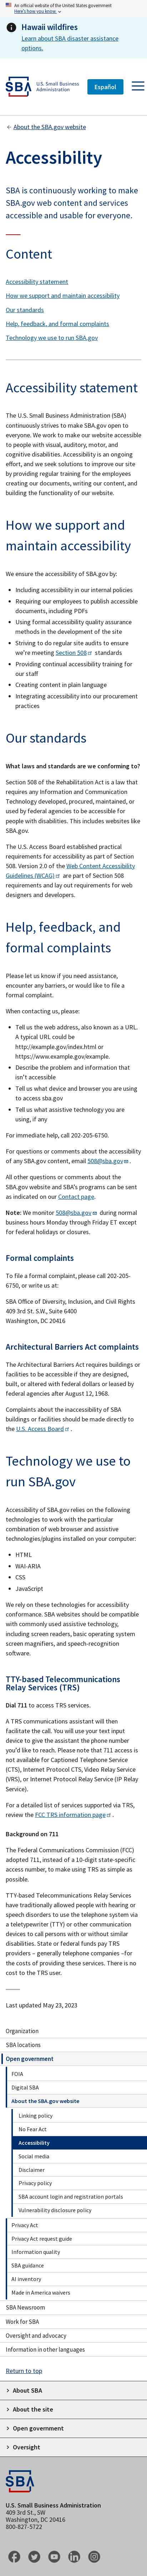 An official website of the United States government
Here's how you know
Hawaii wildfires
Learn about SBA disaster assistance
options.
SBA
U.S. Small Business
Administration
Español
About the SBA.gov website
Accessibility
SBA is continuously working to make
SBA.gov web content and services
accessible and usable for everyone.
Content
Accessibility statement
How we support and maintain accessibility
Our standards
Help, feedback, and formal complaints
Technology we use to run SBA.gov
Accessibility statement
The U.S. Small Business Administration (SBA)
continuously strives to make SBA.gov open to
everyone. We work to make our website accessible
to people with visual, auditory, motor, and
cognitive disabilities. Accessibility is an ongoing
effort, and we seek solutions that improve our use
of accessibility for people of all abilities
by providing regular training for our staff and
integrating inclusivity into the development of our
web content.
How we support and
maintain accessibility
We ensure the accessibility of SBA.gov by:
Including accessibility in our internal policies
Requiring our employees to publish accessible
documents, including PDFs
Using formal accessibility quality assurance
methods in the development of the site
Striving to do regular site audits to ensure
we're meeting Section 508 standards
Providing continual accessibility training for
our staff
Creating content in plain language
Integrating accessibility into our procurement
practices
Our standards
What laws and standards are we conforming to?
Section 508 of the Rehabilitation Act is a law that
requires any Information and Communication
Technology be developed, procured, maintained,
or used by an agency in such a way that it is
accessible. This includes websites like our own,
SBA.gov.
The U.S. Access Board established practical
requirements for accessibility as part of Section
508. Version 2.0 of the Web Content Accessibility
Guidelines (WCAG) are part of Section 508
requirements and lay out requirements for web
designers and developers.
Help, feedback, and
formal complaints
Please let us know if you need assistance,
encounter any barriers, or would like to file a
formal complaint.
When contacting us, please:
Tell us the web address, also known as an URL.
A typical URL could be
http://example.gov/index.html or
https://www.example.gov/example.
Describe the problem and or information that
isn't accessible
Tell us what device and browser you are using
to access sba.gov
Tell us what assistive technology you are
using, if any
For immediate help, call 202-205-6750.
For questions or comments about the accessibility
of any SBA.gov content, email 508@sba.gov.
All other questions or comments about the
SBA.gov website and SBA's programs can be sent
as indicated on our Contact page.
Note: We monitor 508@sba.gov during normal
business hours Monday through Friday ET except
for federal holidays or closures.
Formal complaints
To file a formal complaint, please call 202-205-
6750, or write us at:
SBA Office of Diversity, Inclusion, and Civil Rights
409 3rd St. S.W., Suite 6400
Washington, DC 20416
Architectural Barriers Act complaints
The Architectural Barriers Act requires buildings or
facilities to be accessible if they are designed,
built, or altered with federal dollars or leased by
federal agencies after August 12, 1968.
Complaints about the inaccessibility of SBA
buildings or facilities should be made directly to
the U.S. Access Board.
Technology we use to
run SBA.gov
Accessibility of SBA.gov relies on the following
technologies to work with the particular
combination of web browser and any assistive
technologies/plugins installed on your computer:
HTML
WAI-ARIA
CSS
JavaScript
We rely on these technologies for accessibility
conformance. SBA websites should be compatible
with commonly used assistive technology,
including screen readers, operating system screen
magnifiers, and speech-recognition
software.
TTY-based Telecommunications
Relay Services (TRS)
Dial 711 to access TRS services.
A TRS communications assistant will then
facilitate the call. You will set your text input
device first to give the assistant the phone number
you'd like to reach. Please note that 711 access is
not available for Captioned Telephone Service
(CTS), Internet Protocol CTS, Video Relay Service
(VRS), or Internet Protocol Relay Service (IP Relay
Service).
For a detailed list of services supported via TRS,
review the FCC TRS information page.
Background on 711
The Federal Communications Commission (FCC)
adopted 711, instead of a 10-digit or a 11-digit
phone number, to make using TRS as simple as
possible.
TTY-based Telecommunications Relay Services
have traditionally allowed people with hearing or
speech disorders to use telephone systems by way
of a teletypewriter (TTY) or other communications
device to call persons with or without such
disabilities. State or federal funds pay TRS
providers – generally telephone companies –for
the cost of providing TRS services. There is no cost
to the TRS user.
Last updated May 23, 2023
Organization
SBA locations
Open government
FOIA
Digital SBA
About the SBA.gov website
Linking policy
No Fear Act
Accessibility
Social media
Disclaimer
Privacy policy
SBA account login and registration portals
Vulnerability disclosure policy
Privacy Act
Privacy Act request guide
Information quality
SBA guidance
AI inventory
Made in America waivers
SBA Newsroom
Work for SBA
Oversight and advocacy
Information in other languages
Return to top
About SBA
About the site
Open government
Oversight
SBA
U.S. Small Business Administration
409 3rd St., SW
Washington, DC 20416
800-827-5722